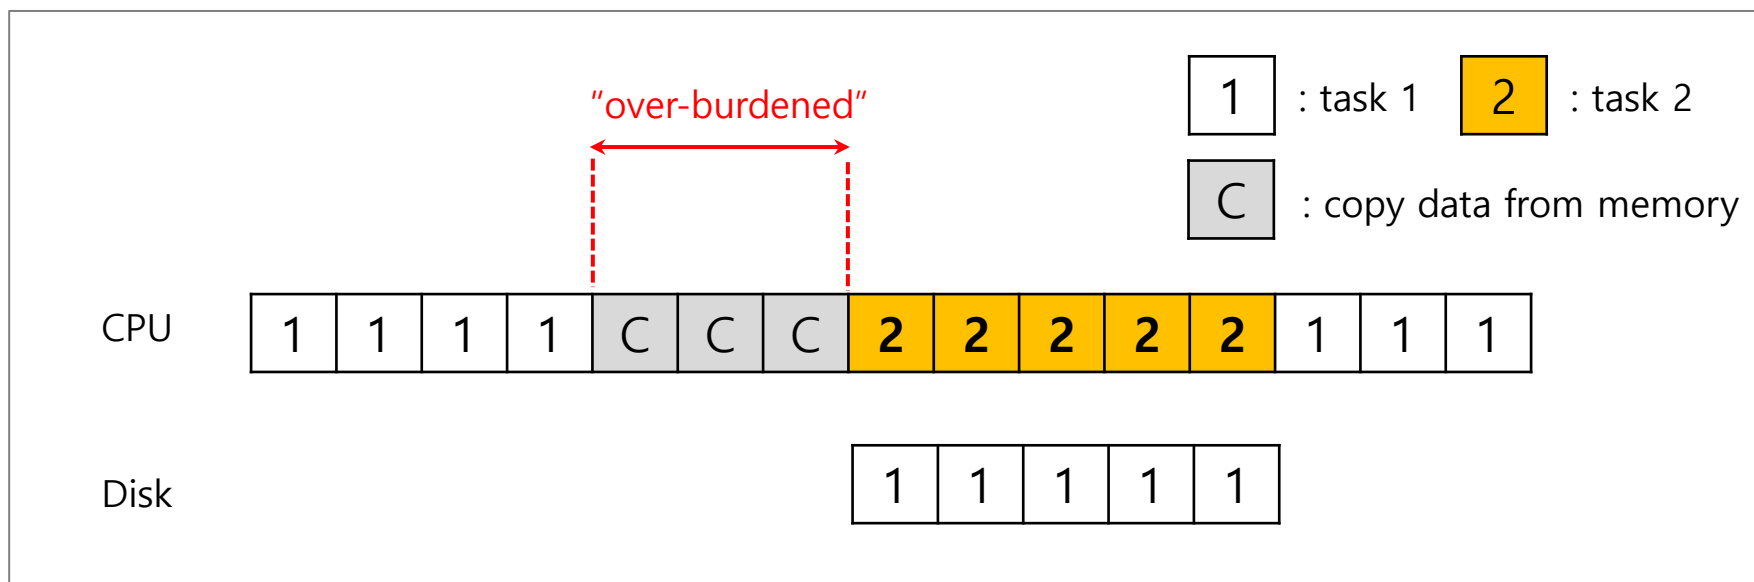 1 : task 1 2 : task 2
“over-burdened”
C : copy data from memory
CPU 1 1 1 1 C C C 2 2 2 2 2 1 1 1
Disk 1 1 1 1 1